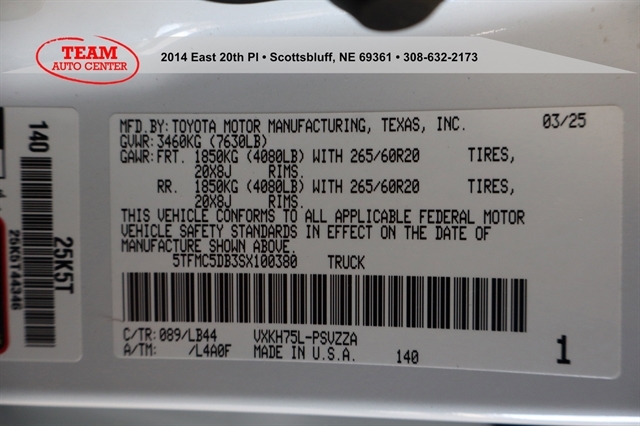 TEAM
AUTO CENTER
2014 East 20th Pl • Scottsbluff, NE 69361 • 308-632-2173
MFD.BY: TOYOTA MOTOR MANUFACTURING, TEXAS, INC. 03/25
GVWR: 3460KG (7630LB)
GAWR: FRT. 1850KG (4080LB) WITH 265/60R20 TIRES,
20X8J RIMS.
RR. 1850KG (4080LB) WITH 265/60R20 TIRES,
20X8J RIMS.
THIS VEHICLE CONFORMS TO ALL APPLICABLE FEDERAL MOTOR
VEHICLE SAFETY STANDARDS IN EFFECT ON THE DATE OF
MANUFACTURE SHOWN ABOVE.
5TFMC5DB3SX100380 TRUCK
C/TR: 089/LB44 VXKH75L-PSVZZA
A/TM: /L4A0F MADE IN U.S.A. 140 1
140
25K5T
25K5T44346